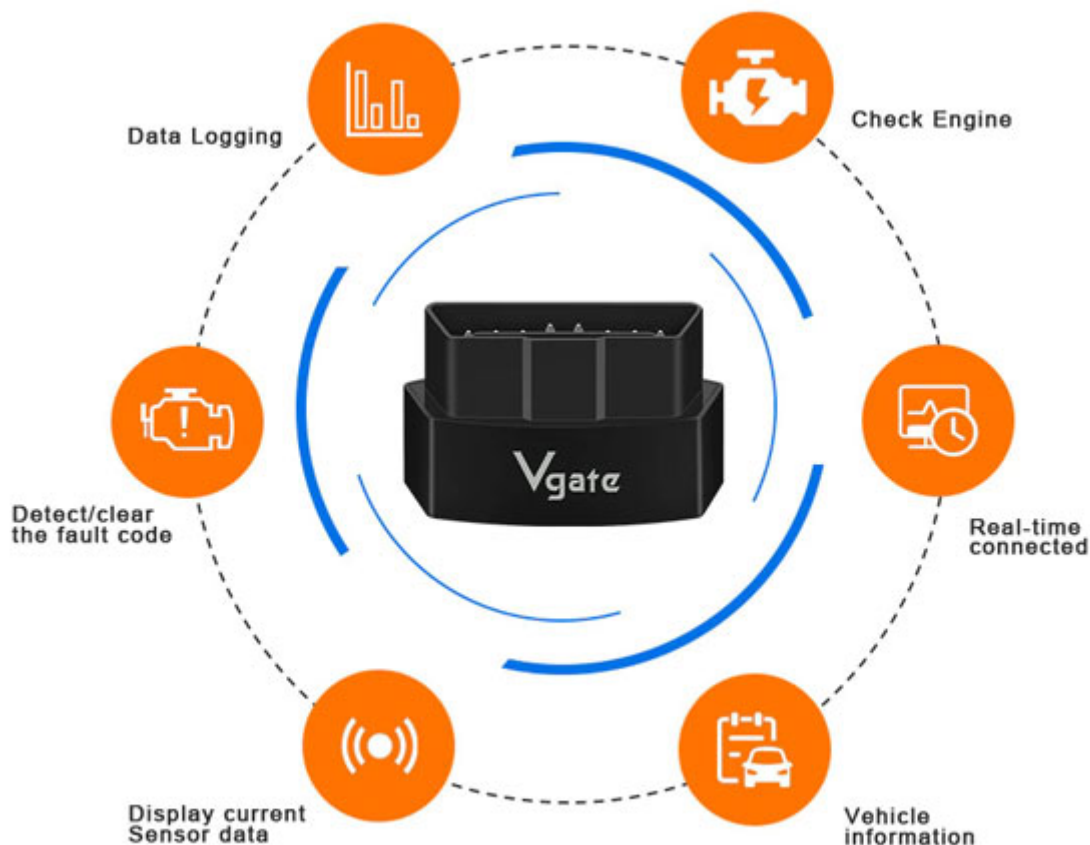 Data Logging
Check Engine
Vgate
Detect/clear
the fault code
Real-time
connected
Display current
Sensor data
Vehicle
information